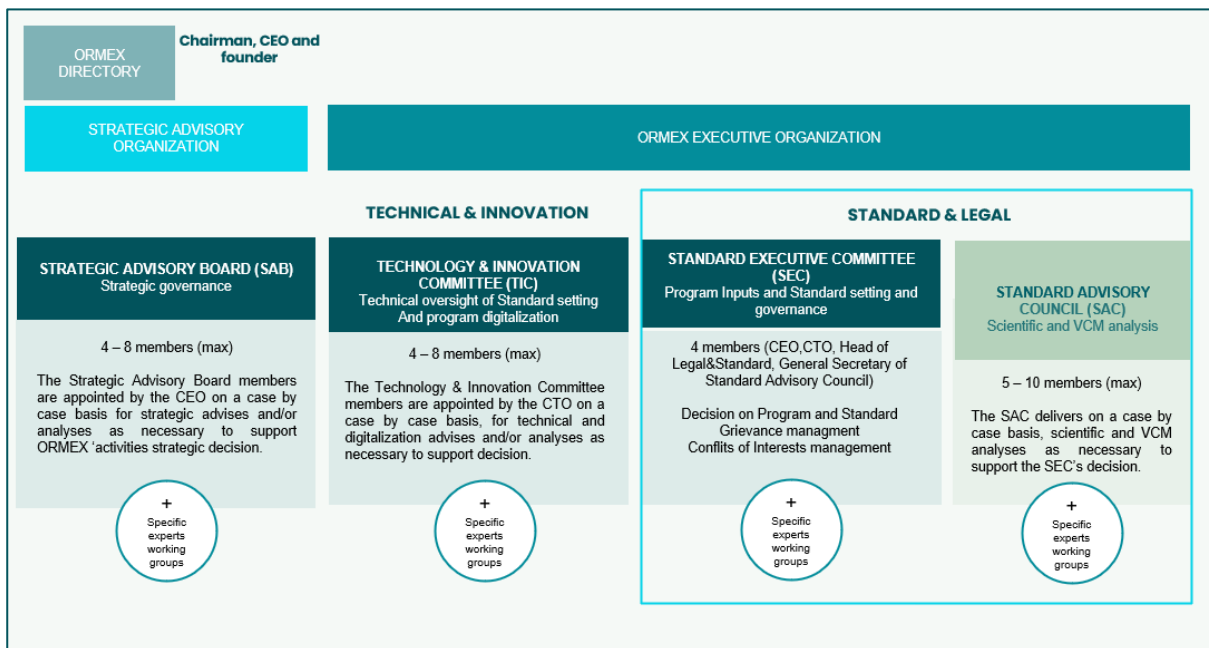 ORMEX
DIRECTORY
Chairman, CEO and
founder
STRATEGIC ADVISORY
ORGANIZATION
ORMEX EXECUTIVE ORGANIZATION
TECHNICAL & INNOVATION
STANDARD & LEGAL
STRATEGIC ADVISORY BOARD (SAB)
Strategic governance
4 – 8 members (max)
The Strategic Advisory Board members
are appointed by the CEO on a case by
case basis for strategic advises and/or
analyses as necessary to support
ORMEX ‘activities strategic decision.
+
Specific
experts
working
groups
TECHNOLOGY & INNOVATION
COMMITTEE (TIC)
Technical oversight of Standard setting
And program digitalization
4 – 8 members (max)
The Technology & Innovation Committee
members are appointed by the CTO on a
case by case basis, for technical and
digitalization advises and/or analyses as
necessary to support decision.
+
Specific
experts
working
groups
STANDARD EXECUTIVE COMMITTEE
(SEC)
Program Inputs and Standard setting and
governance
4 members (CEO,CTO, Head of
Legal&Standard, General Secretary of
Standard Advisory Council)
Decision on Program and Standard
Grievance managment
Conflits of Interests management
+
Specific
experts
working
groups
STANDARD ADVISORY
COUNCIL (SAC)
Scientific and VCM analysis
5 – 10 members (max)
The SAC delivers on a case by
case basis, scientific and VCM
analyses as necessary to
support the SEC’s decision.
+
Specific
experts
working
groups